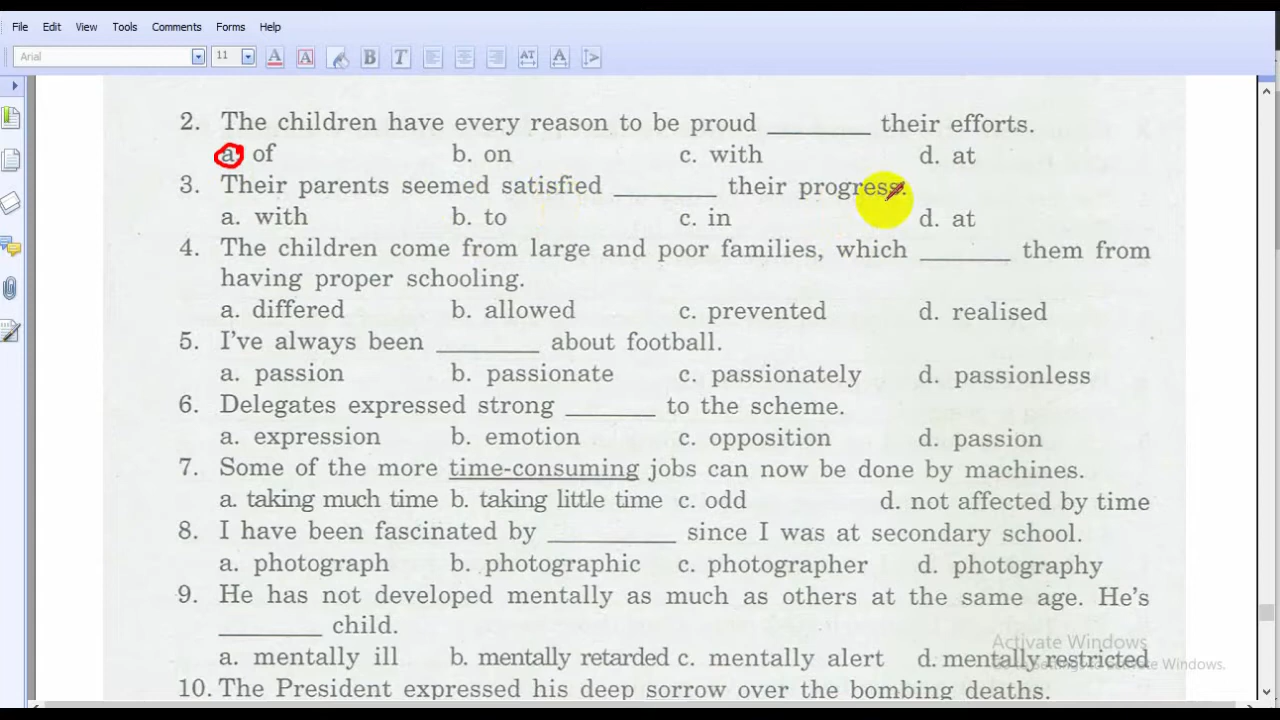 File Edit View Tools Comments Forms Help
Arial 11
2. The children have every reason to be proud ________ their efforts.
a. of b. on c. with d. at
3. Their parents seemed satisfied ________ their progress.
a. with b. to c. in d. at
4. The children come from large and poor families, which _______ them from
having proper schooling.
a. differed b. allowed c. prevented d. realised
5. I've always been ________ about football.
a. passion b. passionate c. passionately d. passionless
6. Delegates expressed strong _______ to the scheme.
a. expression b. emotion c. opposition d. passion
7. Some of the more time-consuming jobs can now be done by machines.
a. taking much time b. taking little time c. odd d. not affected by time
8. I have been fascinated by __________ since I was at secondary school.
a. photograph b. photographic c. photographer d. photography
9. He has not developed mentally as much as others at the same age. He's
________ child.
Activate Windows
a. mentally ill b. mentally retarded c. mentally alert d. mentally restricted
Windows.
10. The President expressed his deep sorrow over the bombing deaths.